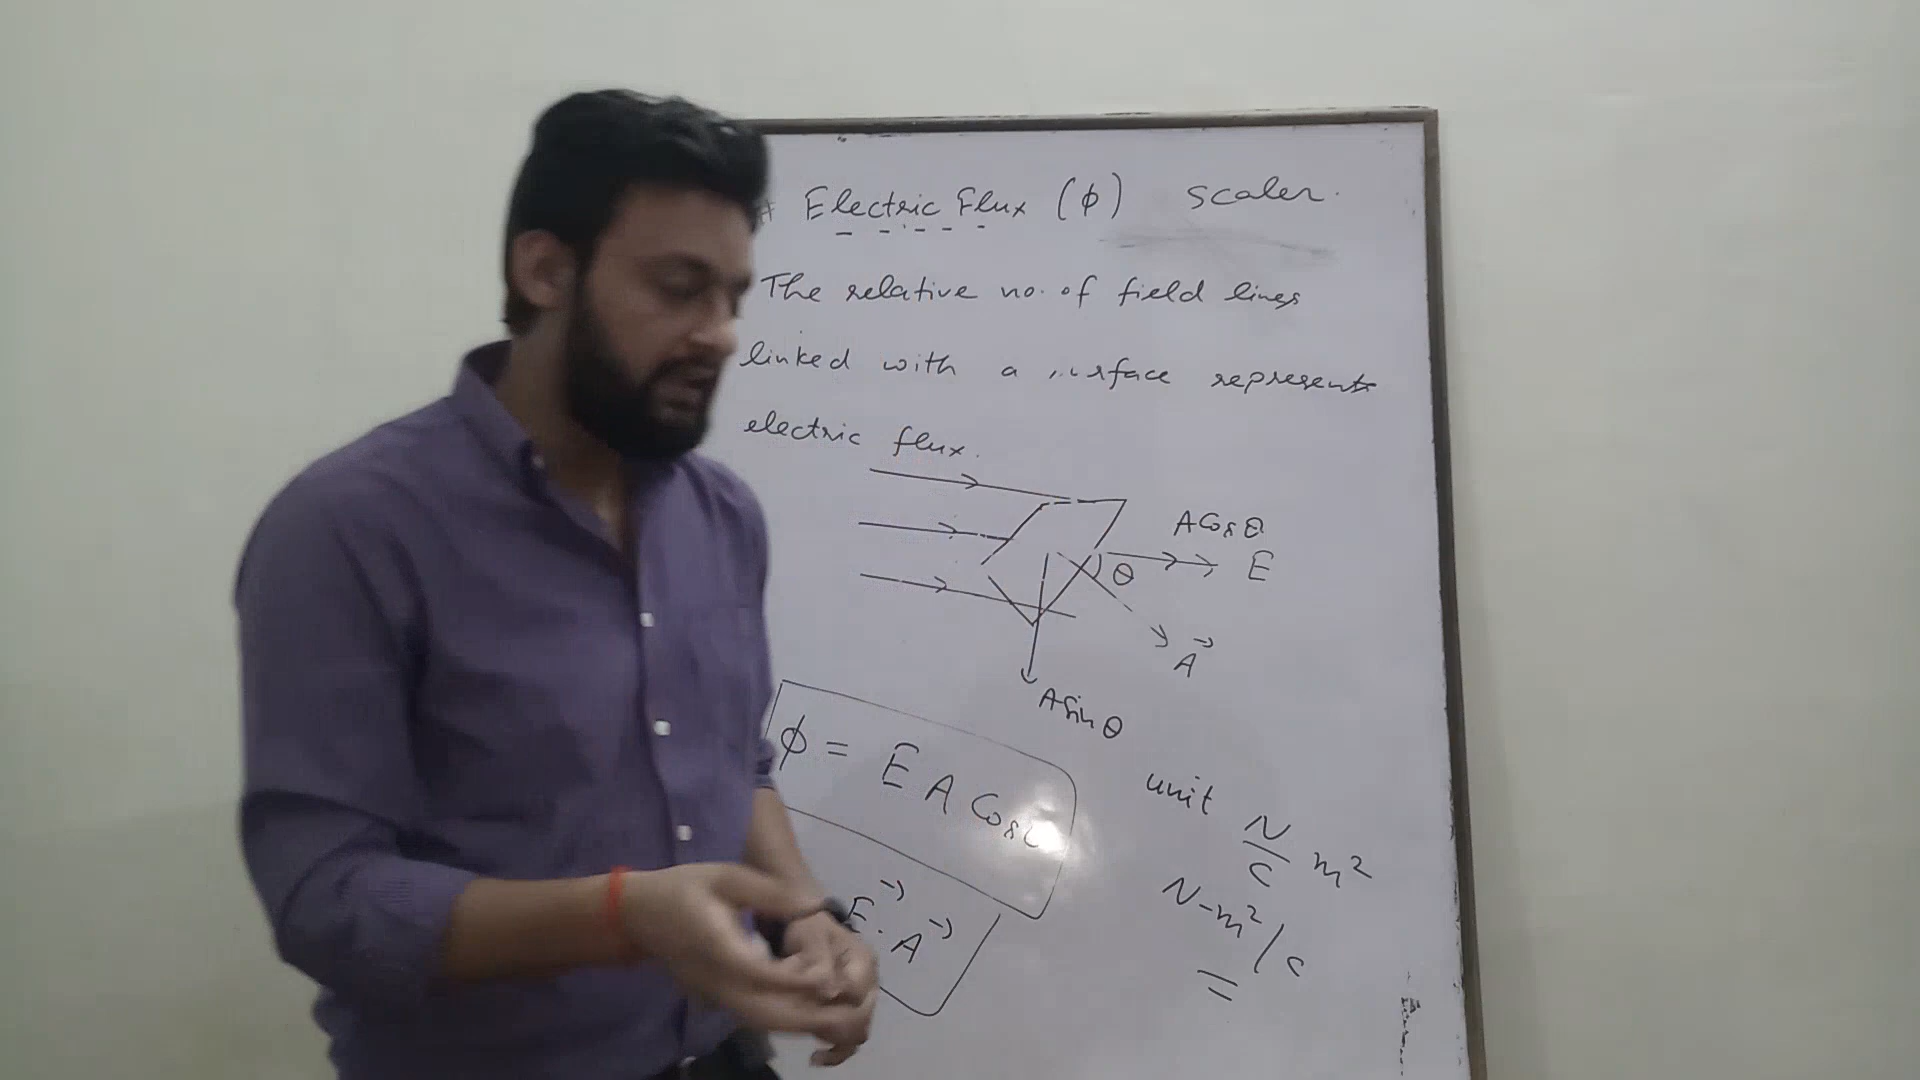 # Electric Flux (ϕ) scaler.
The relative no. of field lines
linked with a surface represents
electric flux.
A Cos θ
E
θ
A⃗
A Sin θ
ϕ = E A Cos
unit N/C m²
N-m²/C
=
E⃗ . A⃗